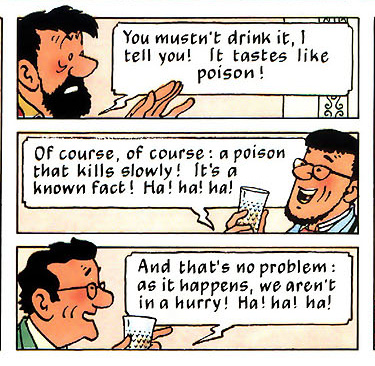 You mustn't drink it, I
tell you! It tastes like
poison!
Of course, of course: a poison
that kills slowly! It's a
known fact! Ha! ha! ha!
And that's no problem:
as it happens, we aren't
in a hurry! Ha! ha! ha!